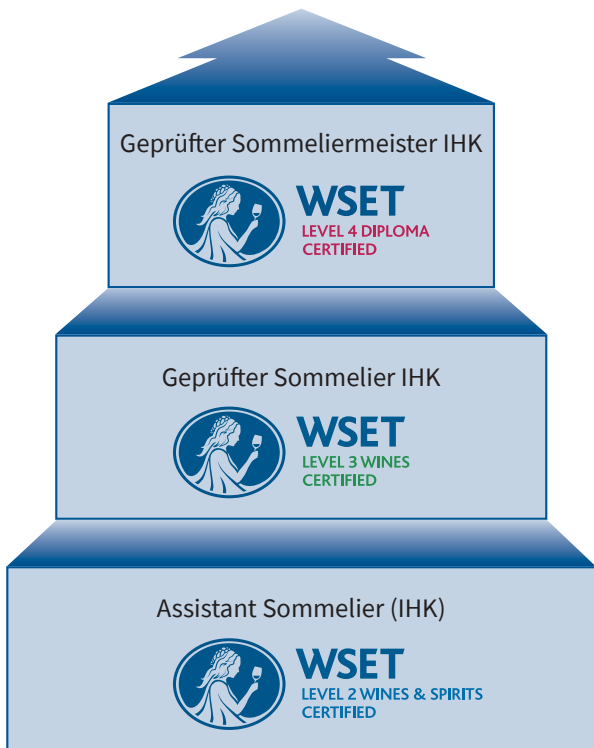 Geprüfter Sommeliermeister IHK
WSET
LEVEL 4 DIPLOMA
CERTIFIED
Geprüfter Sommelier IHK
WSET
LEVEL 3 WINES
CERTIFIED
Assistant Sommelier (IHK)
WSET
LEVEL 2 WINES & SPIRITS
CERTIFIED